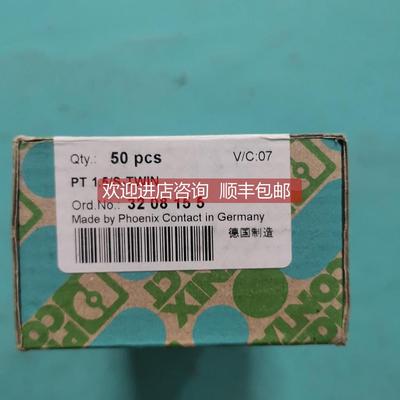 Qty.: 50 pcs V/C:07
PT 1,5/S-TWIN
欢迎进店咨询 顺丰包邮
Ord.No.: 32 08 15 5
Made by Phoenix Contact in Germany
德国制造